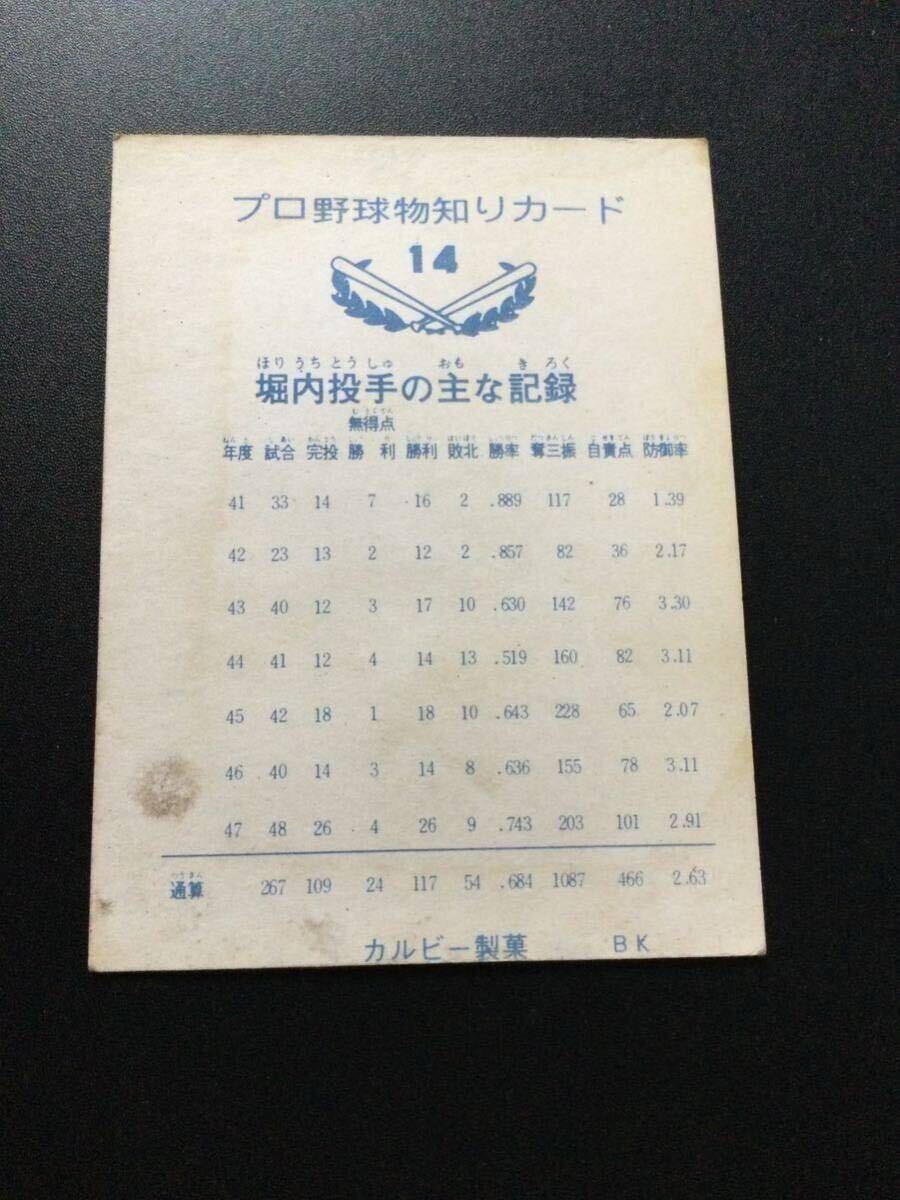 プロ野球物知りカード
14
ほり うち とう しゅ おも き ろく
堀内投手の主な記録
無得点
年度 試合 完投 勝利 勝利 敗北 勝率 奪三振 自責点 防御率
41 33 14 7 16 2 .889 117 28 1.39
42 23 13 2 12 2 .857 82 36 2.17
43 40 12 3 17 10 .630 142 76 3.30
44 41 12 4 14 13 .519 160 82 3.11
45 42 18 1 18 10 .643 228 65 2.07
46 40 14 3 14 8 .636 155 78 3.11
47 48 26 4 26 9 .743 203 101 2.91
通算 267 109 24 117 54 .684 1087 466 2.63
カルビー製菓 BK